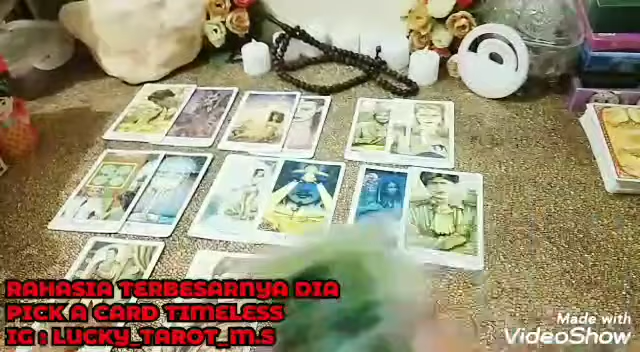 RAHASIA TERBESARNYA DIA
PICK A CARD TIMELESS
IG : LUCKY_TAROT_M.S
Made with
VideoShow